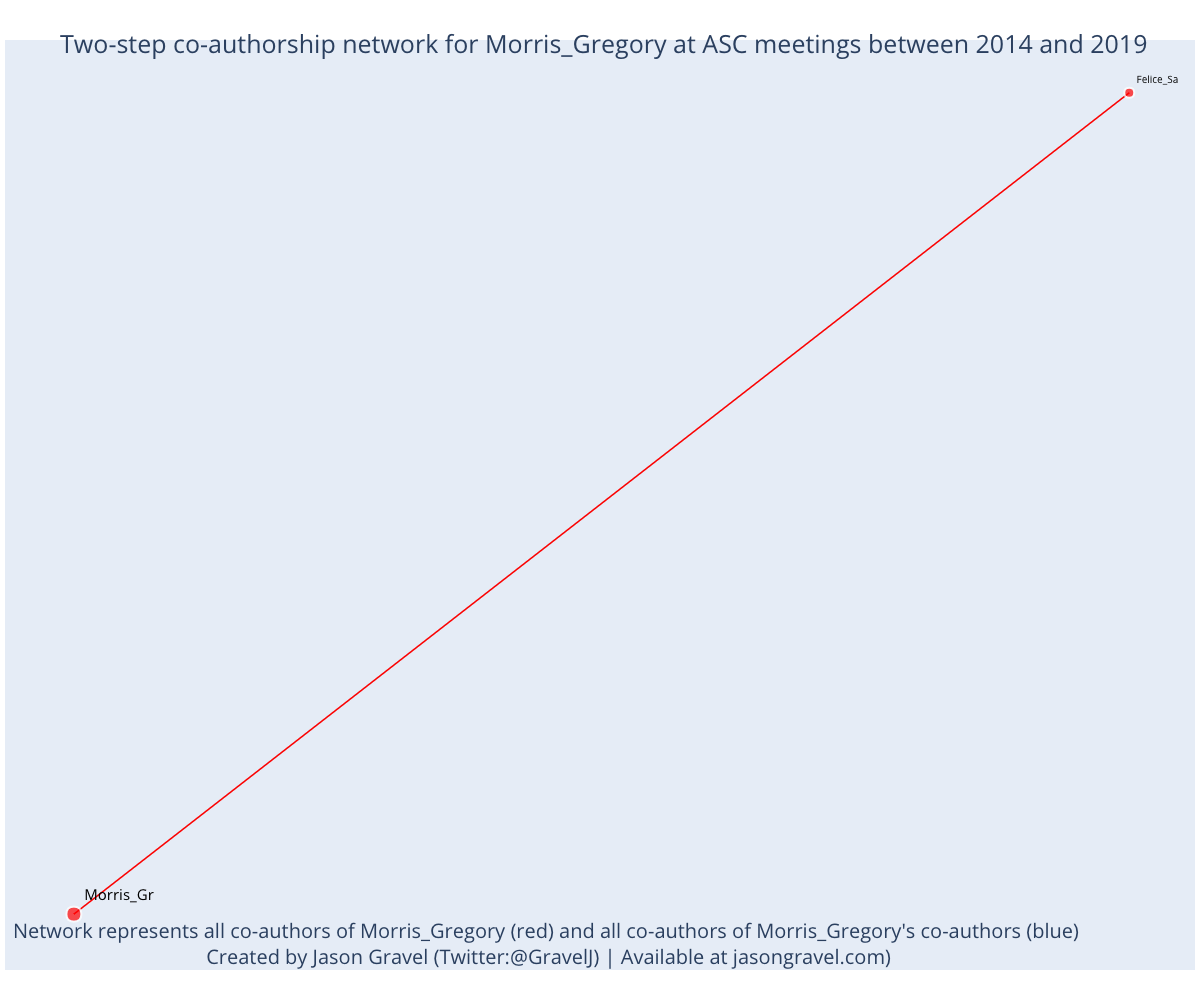 Two-step co-authorship network for Morris_Gregory at ASC meetings between 2014 and 2019
Felice_Sa
Morris_Gr
Network represents all co-authors of Morris_Gregory (red) and all co-authors of Morris_Gregory's co-authors (blue)
Created by Jason Gravel (Twitter:@GravelJ) | Available at jasongravel.com)